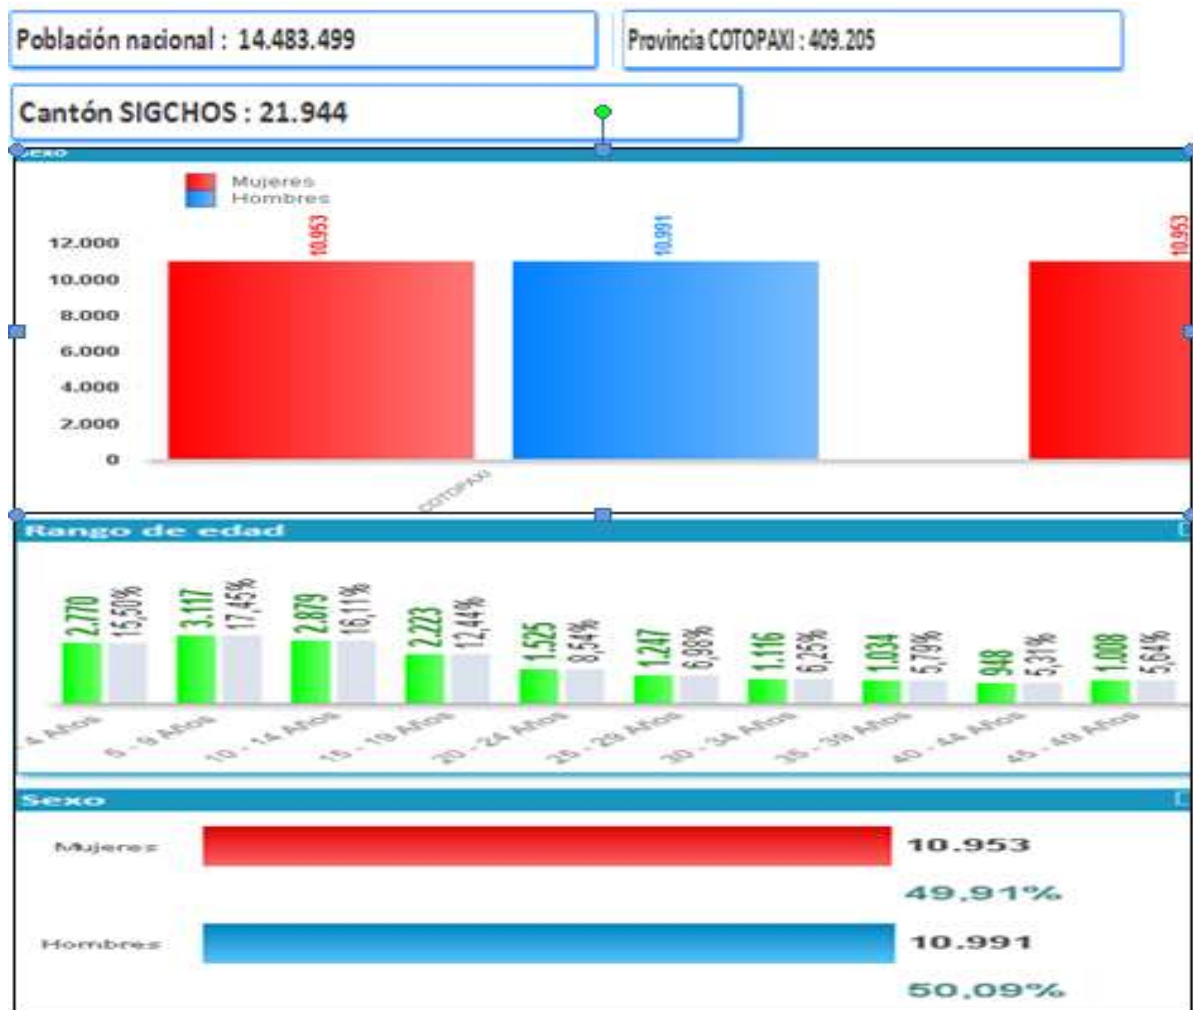 Población nacional : 14.483.499
Provincia COTOPAXI : 409.205
Cantón SIGCHOS : 21.944
Sexo
Mujeres
Hombres
10.953 10.991 10.953
12.000
10.000
8.000
6.000
4.000
2.000
0
COTOPAXI
Rango de edad
2.770 15,50% 3.117 17,45% 2.879 16,11% 2.223 12,44% 1.525 8,54% 1.247 6,98% 1.116 6,25% 1.034 5,79% 948 5,31% 1.008 5,64%
- 4 Años 5 - 9 Años 10 - 14 Años 15 - 19 Años 20 - 24 Años 25 - 29 Años 30 - 34 Años 35 - 39 Años 40 - 44 Años 45 - 49 Años
Sexo
Mujeres 10.953
49,91%
Hombres 10.991
50,09%